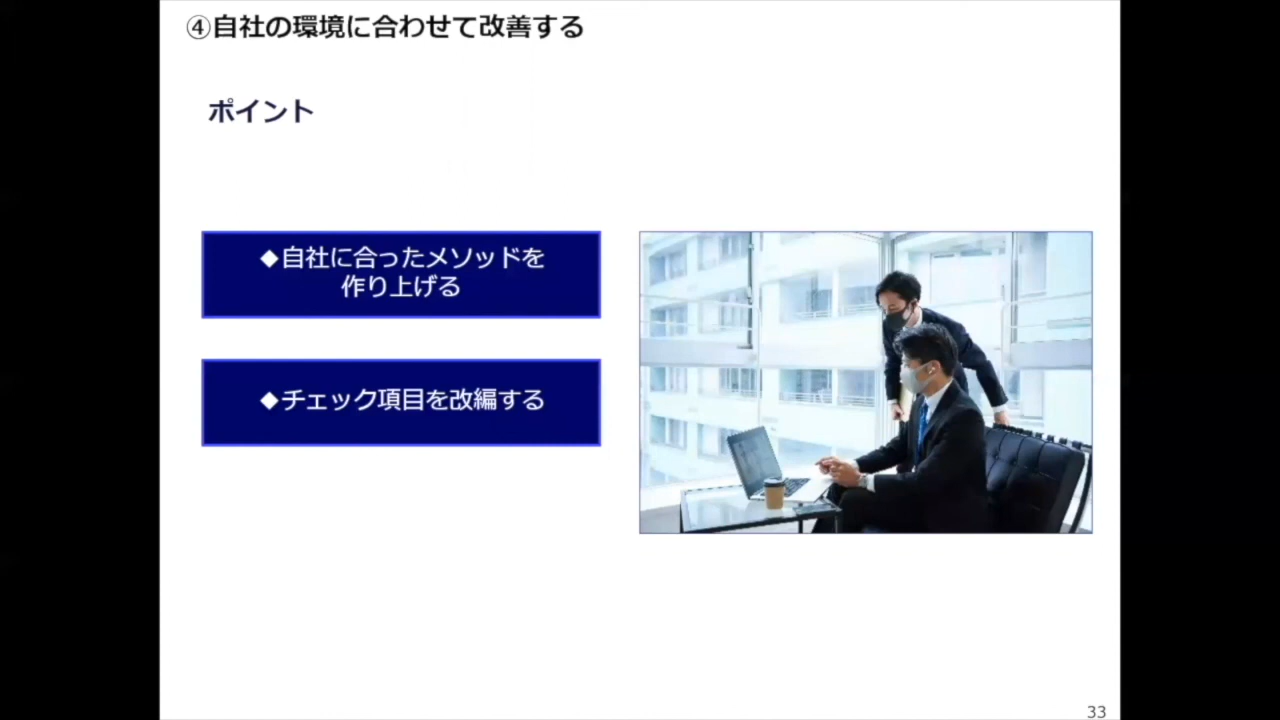 ④自社の環境に合わせて改善する
ポイント
◆自社に合ったメソッドを
作り上げる
◆チェック項目を改編する
33